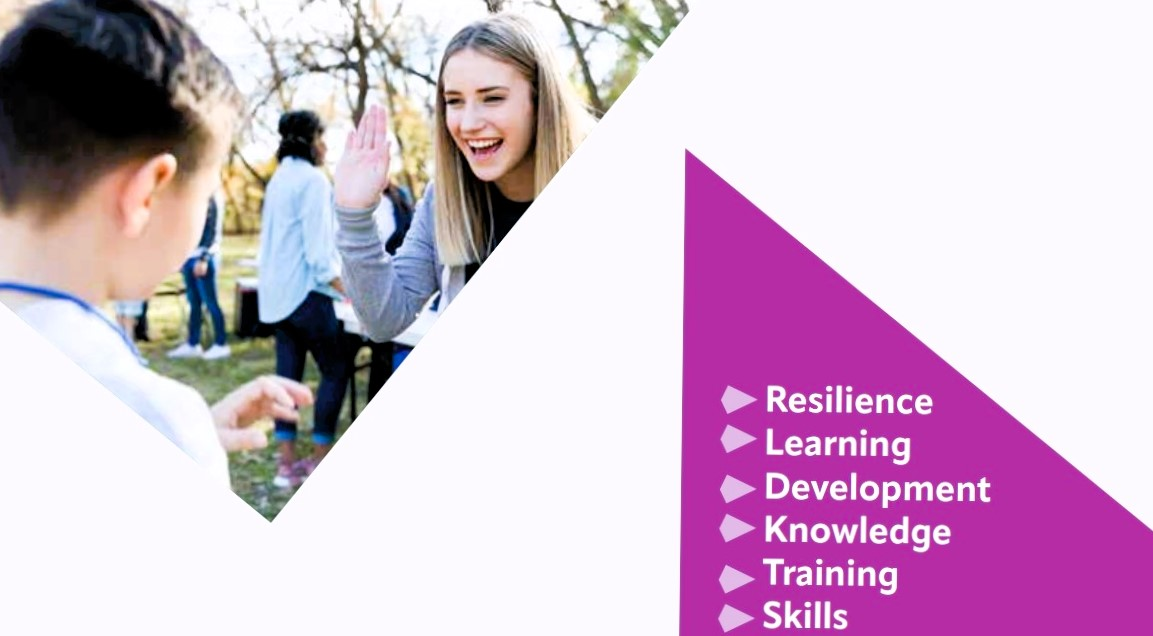 Resilience
Learning
Development
Knowledge
Training
Skills